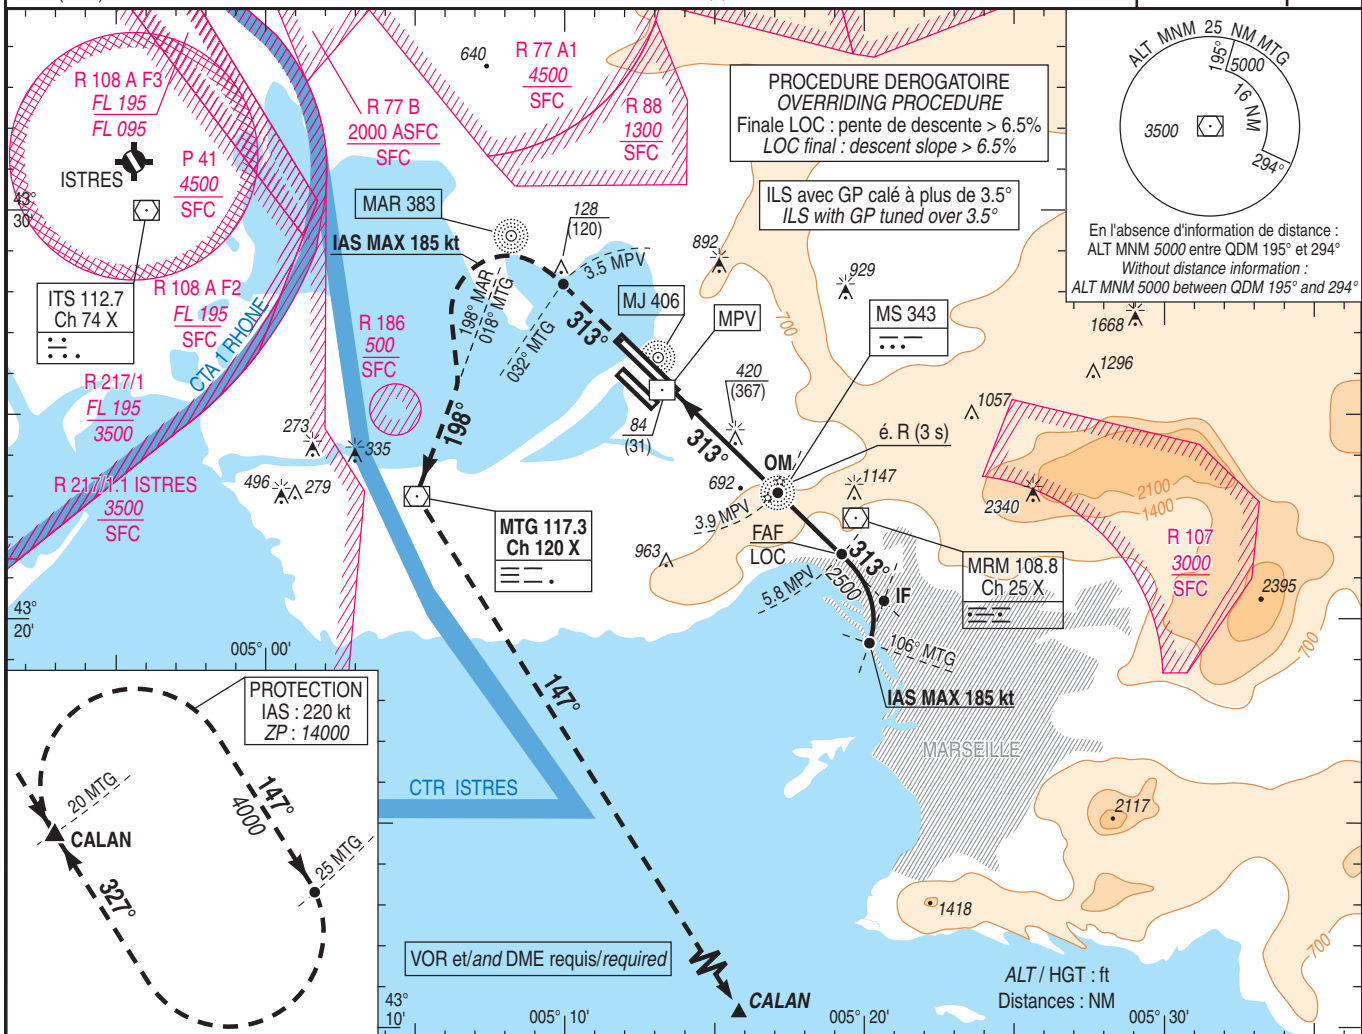 R 108 A F3
FL 195
FL 095
ISTRES
P 41
4500
SFC
43°
30'
R 77 B
2000 ASFC
SFC
640
R 77 A1
4500
SFC
R 88
1300
SFC
PROCEDURE DEROGATOIRE
OVERRIDING PROCEDURE
Finale LOC : pente de descente > 6.5%
LOC final : descent slope > 6.5%
ILS avec GP calé à plus de 3.5°
ILS with GP tuned over 3.5°
ALT MNM 25 NM MTG
195°
5000
16 NM
3500
294°
En l'absence d'information de distance :
ALT MNM 5000 entre QDM 195° et 294°
Without distance information :
ALT MNM 5000 between QDM 195° and 294°
MAR 383
IAS MAX 185 kt
128
(120)
3.5 MPV
892
929
MJ 406
MPV
MS 343
700
1668
1296
1057
ITS 112.7
Ch 74 X
R 108 A F2
FL 195
SFC
CTA 1 RHONE
R 186
500
SFC
198° MAR
018° MTG
032° MTG
313°
R 217/1
FL 195
3500
R 217/1.1 ISTRES
3500
SFC
273
335
496
279
198°
84
(31)
420
(367)
313°
é. R (3 s)
OM
692
1147
3.9 MPV
963
FAF
LOC
313°
2500
5.8 MPV
IF
106° MTG
IAS MAX 185 kt
MTG 117.3
Ch 120 X
MRM 108.8
Ch 25 X
2340
2100
1400
R 107
3000
SFC
2395
700
43°
20'
005° 00'
PROTECTION
IAS : 220 kt
ZP : 14000
20 MTG
CALAN
147°
4000
25 MTG
327°
CTR ISTRES
147°
MARSEILLE
2117
1418
700
VOR et/and DME requis/required
CALAN
ALT / HGT : ft
Distances : NM
43°
10'
005° 10'
005° 20'
005° 30'